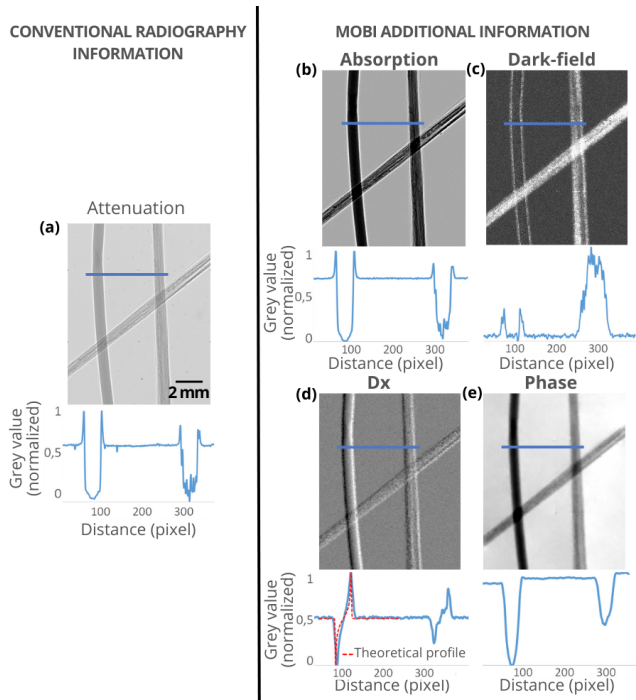 CONVENTIONAL RADIOGRAPHY
INFORMATION
MOBI ADDITIONAL INFORMATION
(a)
Attenuation
2 mm
Grey value
(normalized)
1
0,5
0
100 200 300
Distance (pixel)
(b)
Absorption
Grey value
(normalized)
1
0,5
0
100 200 300
Distance (pixel)
(c)
Dark-field
100 200 300
Distance (pixel)
(d)
Dx
Grey value
(normalized)
1
0,5
0
Theoretical profile
100 200 300
Distance (pixel)
(e)
Phase
100 200 300
Distance (pixel)